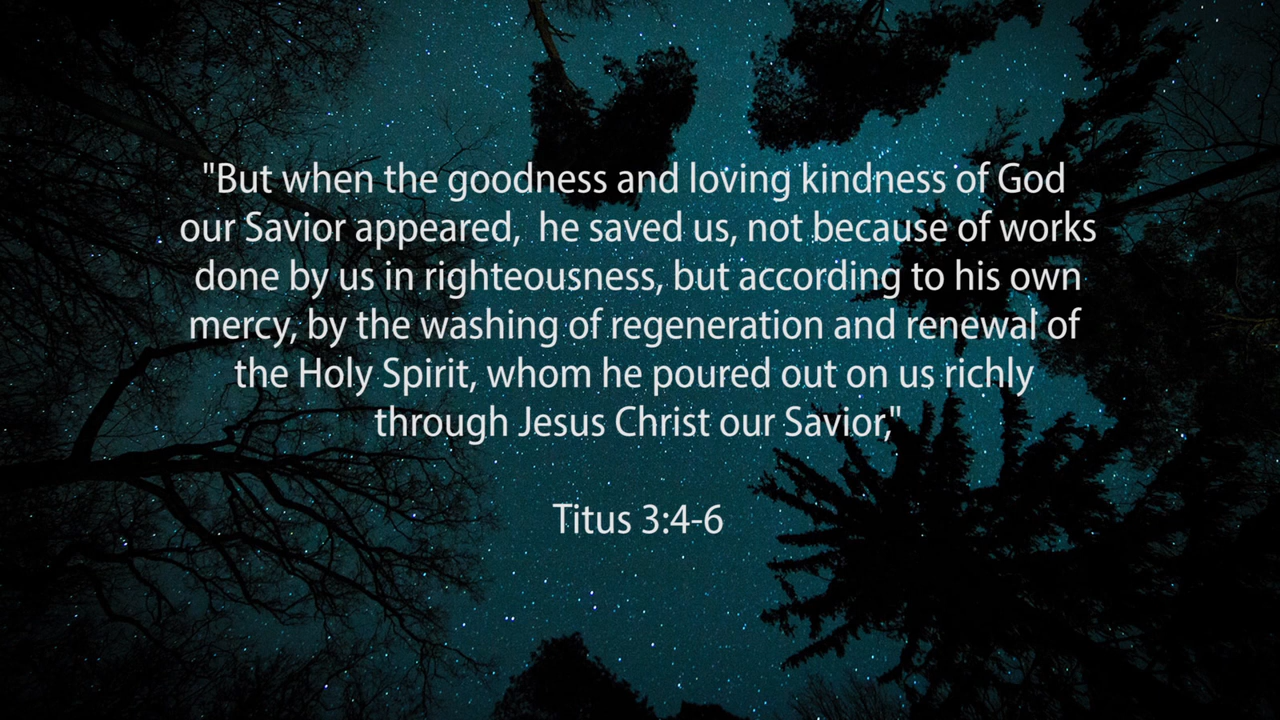 "But when the goodness and loving kindness of God
our Savior appeared,  he saved us, not because of works
done by us in righteousness, but according to his own
mercy, by the washing of regeneration and renewal of
the Holy Spirit, whom he poured out on us richly
through Jesus Christ our Savior,"
Titus 3:4-6